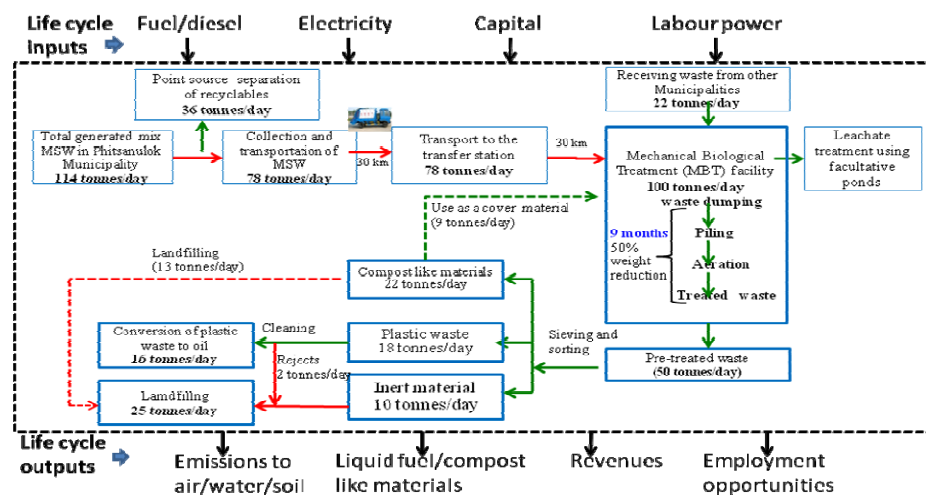 Life cycle
inputs
Fuel/diesel
Electricity
Capital
Labour power
Point source separation
of recyclables
36 tonnes/day
Receiving waste from other
Municipalities
22 tonnes/day
Total generated mix
MSW in Phitsanulok
Municipality
114 tonnes/day
Collection and
transportation of MSW
78 tonnes/day
30 km
Transport to the
transfer station
78 tonnes/day
30 km
Mechanical Biological
Treatment (MBT) facility
100 tonnes/day
waste dumping
9 months
50%
weight
reduction
Piling
Aeration
Treated waste
Leachate
treatment using
facultative
ponds
Use as a cover material
(9 tonnes/day)
Landfilling
(13 tonnes/day)
Compost like materials
22 tonnes/day
Conversion of plastic
waste to oil
16 tonnes/day
Cleaning
Plastic waste
18 tonnes/day
Sieving and
sorting
Pre-treated waste
(50 tonnes/day)
Rejects
2 tonnes/day
Landfilling
25 tonnes/day
Inert material
10 tonnes/day
Life cycle
outputs
Emissions to
air/water/soil
Liquid fuel/compost
like materials
Revenues
Employment
opportunities